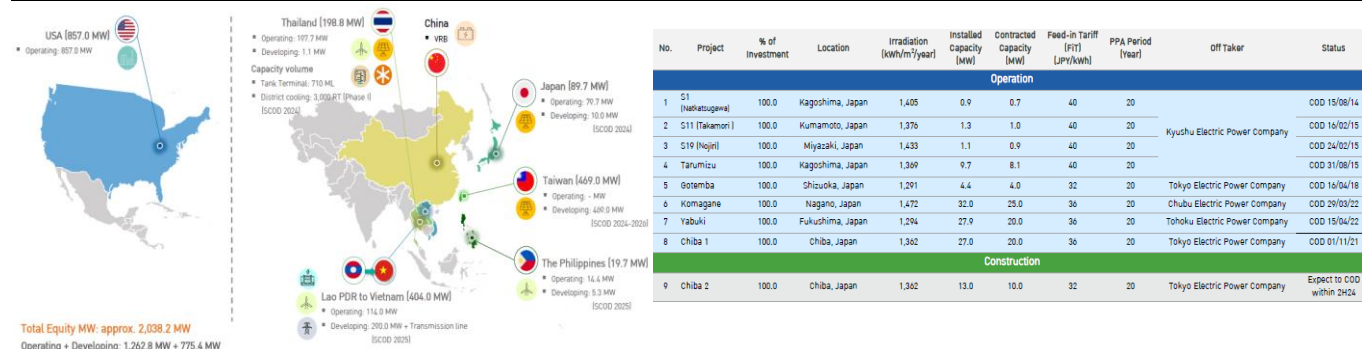 USA (857.0 MW)
Operating: 857.0 MW
Thailand (198.8 MW)
Operating: 197.7 MW
Developing: 1.1 MW
Capacity volume
Tank Terminal: 710 ML
District cooling: 3,000 RT (Phase I)
(SCOD 2024)
China
VRB
Japan (89.7 MW)
Operating: 79.7 MW
Developing: 10.0 MW
(SCOD 2024)
Taiwan (469.0 MW)
Operating: - MW
Developing: 469.0 MW
(SCOD 2024-2026)
The Philippines (19.7 MW)
Operating: 14.4 MW
Developing: 5.3 MW
(SCOD 2025)
Lao PDR to Vietnam (404.0 MW)
Operating: 114.0 MW
Developing: 290.0 MW + Transmission line
(SCOD 2025)
Total Equity MW: approx. 2,038.2 MW
Operating + Developing: 1,262.8 MW + 775.4 MW
No. Project % of Investment Location Irradiation (kWh/m²/year) Installed Capacity (MW) Contracted Capacity (MW) Feed-in Tariff (FiT) (JPY/kWh) PPA Period (Year) Off Taker Status
Operation
1 S1 (Natkatsugawa) 100.0 Kagoshima, Japan 1,405 0.9 0.7 40 20 Kyushu Electric Power Company COD 15/08/14
2 S11 (Takamori ) 100.0 Kumamoto, Japan 1,376 1.3 1.0 40 20 COD 16/02/15
3 S19 (Nojiri) 100.0 Miyazaki, Japan 1,433 1.1 0.9 40 20 COD 24/02/15
4 Tarumizu 100.0 Kagoshima, Japan 1,369 9.7 8.1 40 20 COD 31/08/15
5 Gotemba 100.0 Shizuoka, Japan 1,291 4.4 4.0 32 20 Tokyo Electric Power Company COD 16/04/18
6 Komagane 100.0 Nagano, Japan 1,472 32.0 25.0 36 20 Chubu Electric Power Company COD 29/03/22
7 Yabuki 100.0 Fukushima, Japan 1,294 27.9 20.0 36 20 Tohoku Electric Power Company COD 15/04/22
8 Chiba 1 100.0 Chiba, Japan 1,362 27.0 20.0 36 20 Tokyo Electric Power Company COD 01/11/21
Construction
9 Chiba 2 100.0 Chiba, Japan 1,362 13.0 10.0 32 20 Tokyo Electric Power Company Expect to COD within 2H24